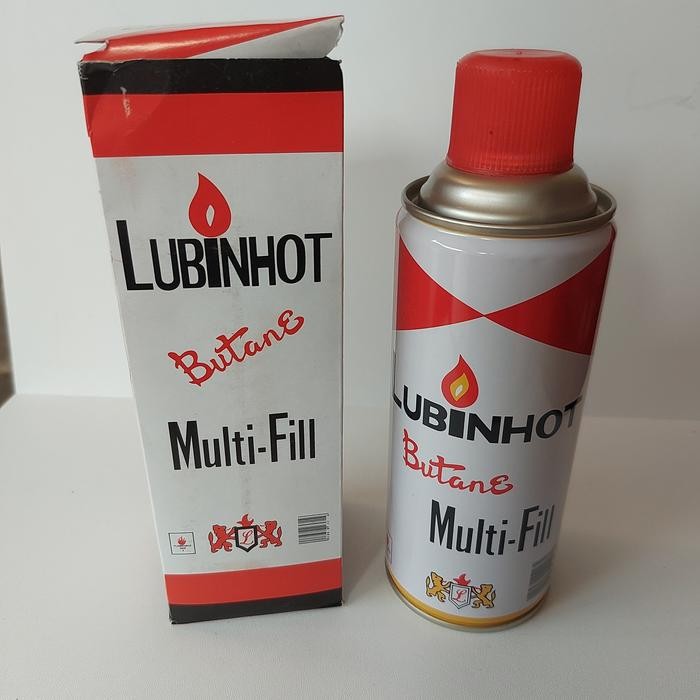 LUBINHOT
Butane
Multi-Fill
L
LUBINHOT
Butane
Multi-Fill
L